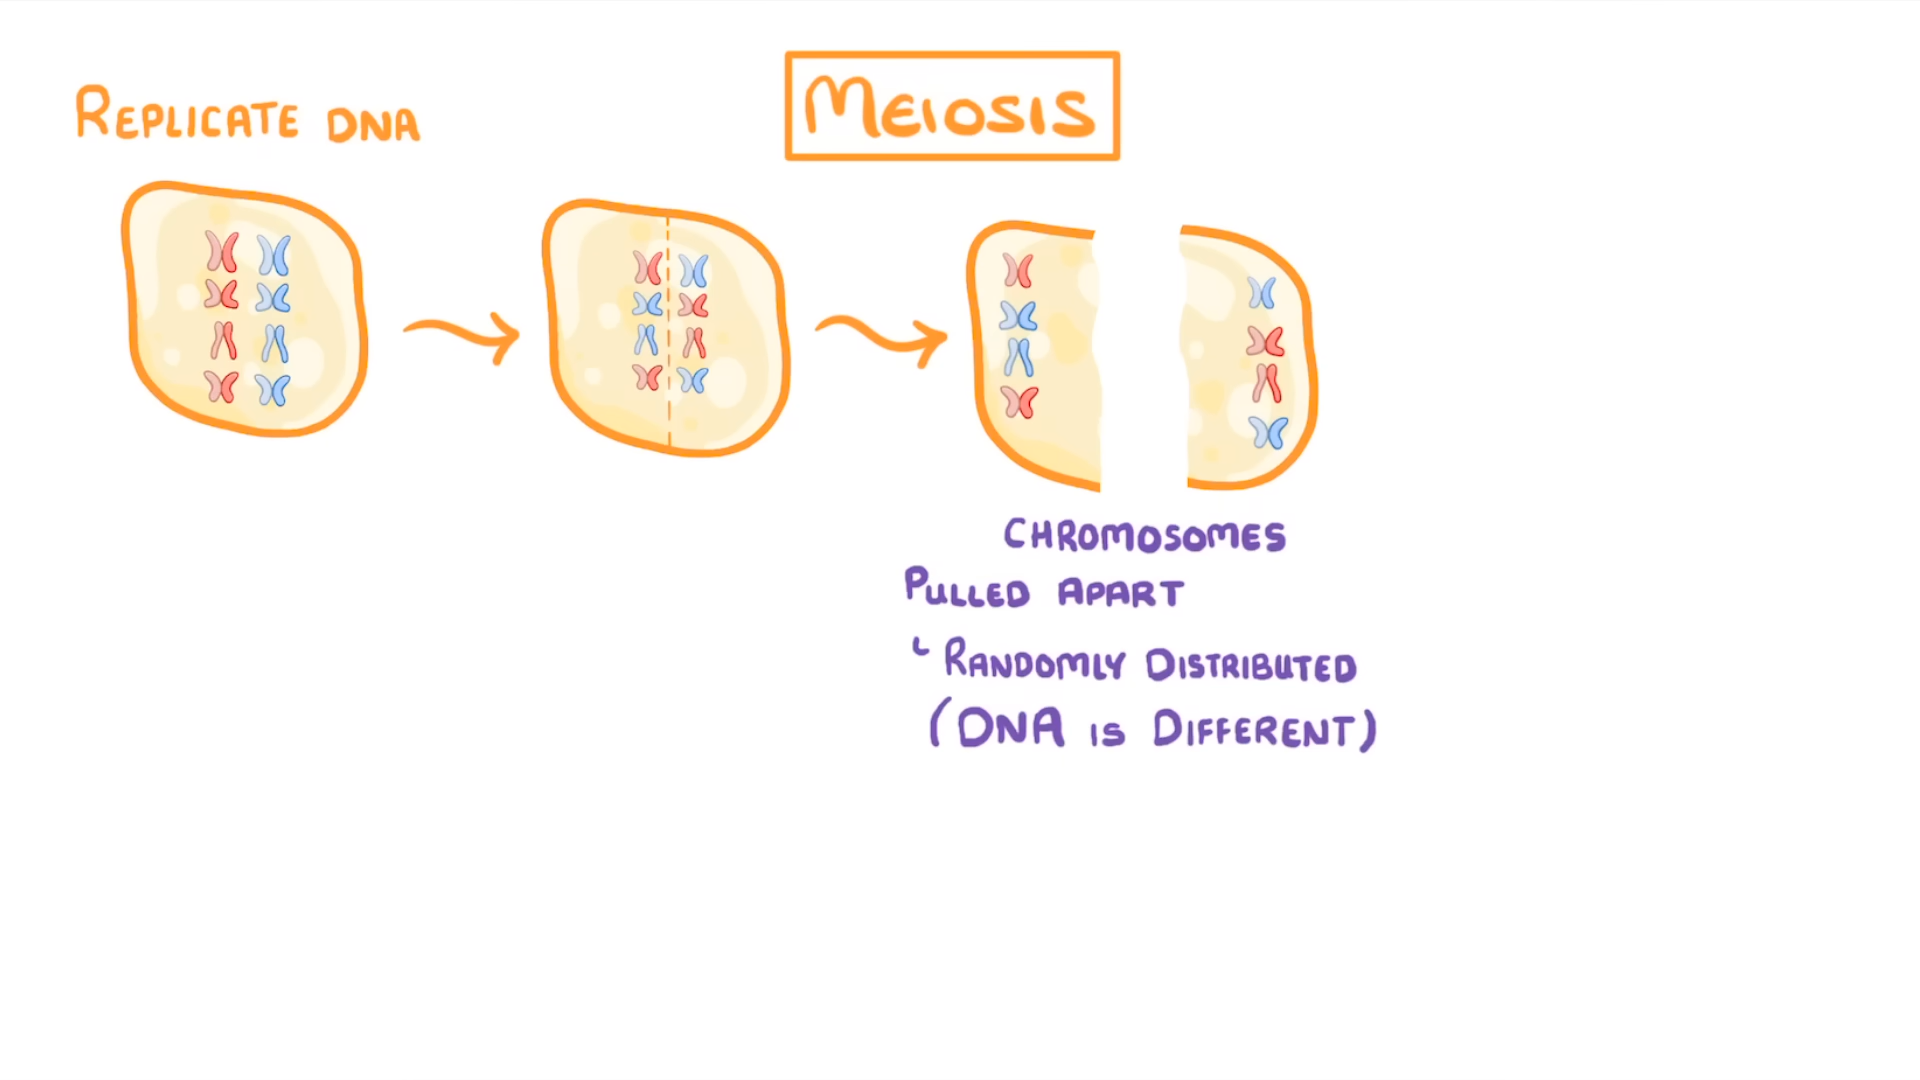 MEIOSIS
REPLICATE DNA
CHROMOSOMES
PULLED APART
RANDOMLY DISTRIBUTED
(DNA IS DIFFERENT)